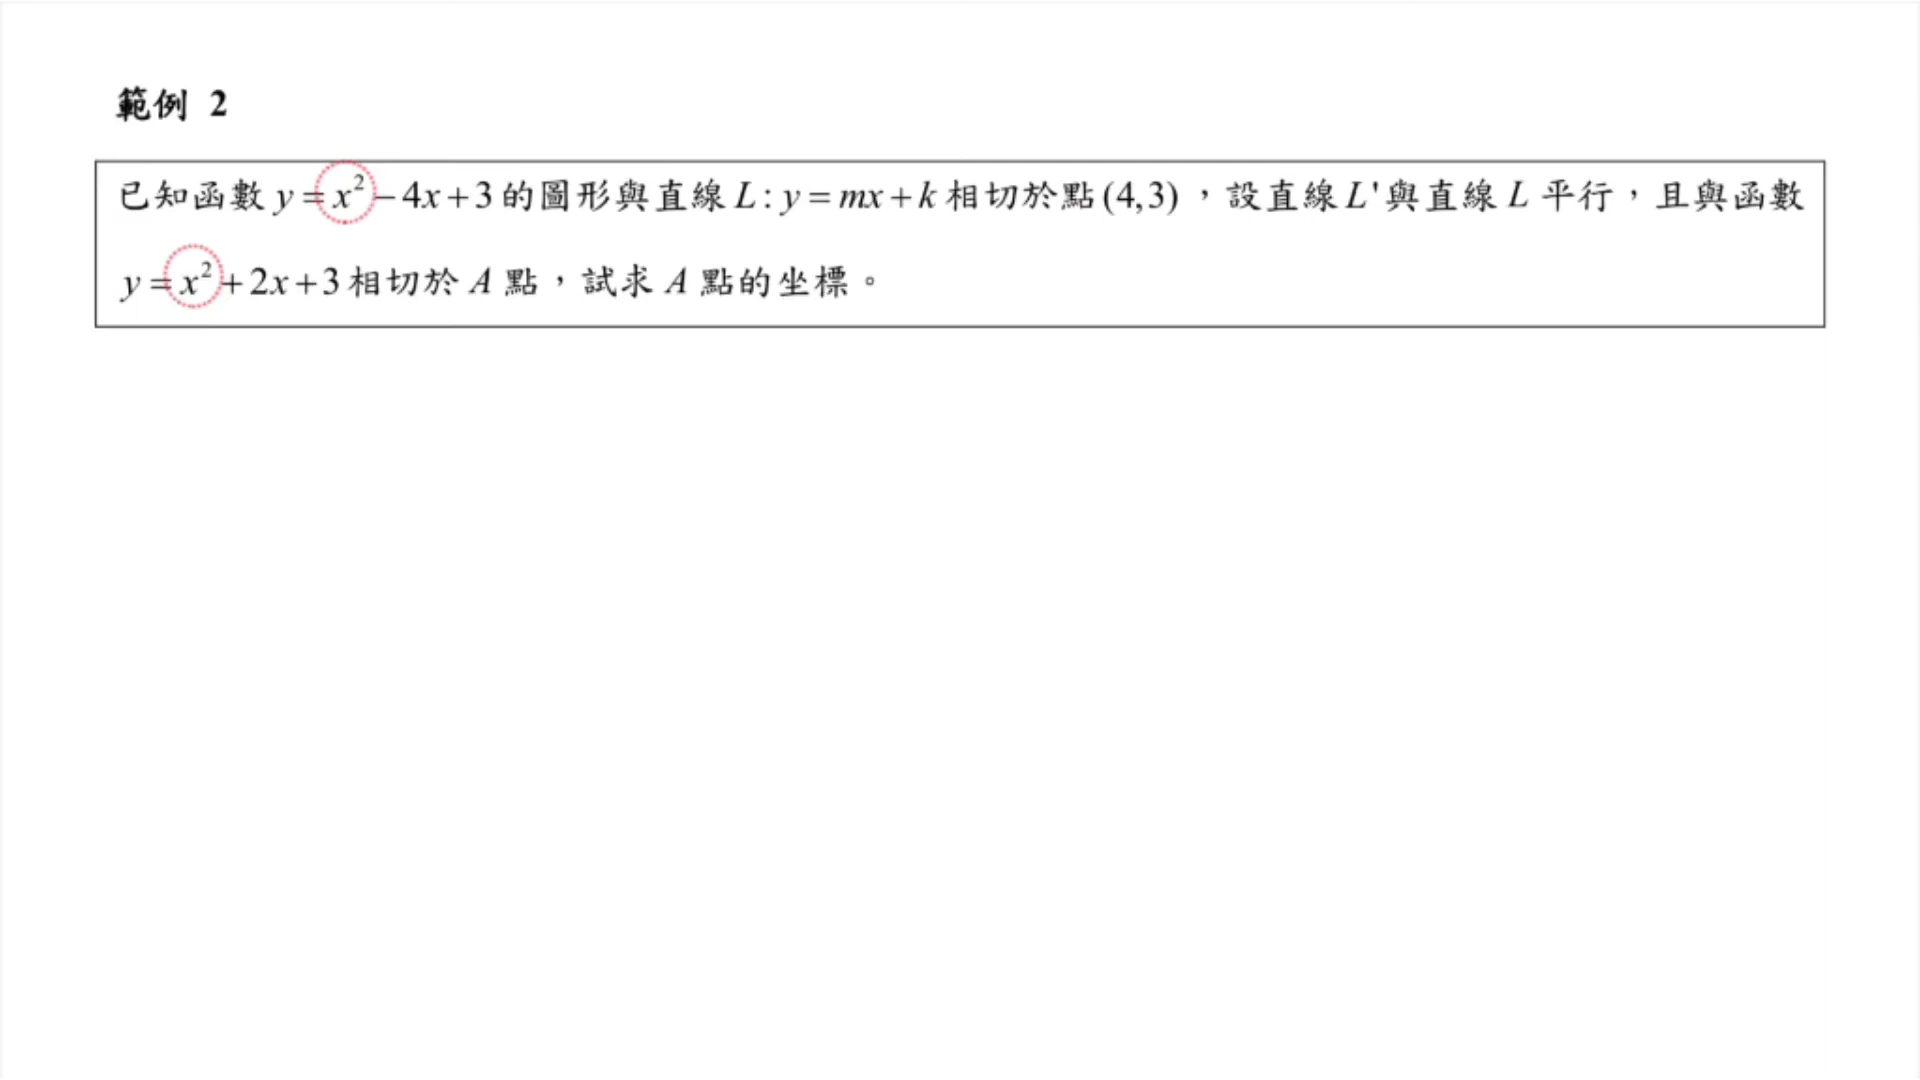 範例 2
已知函數 y = x² − 4x + 3 的圖形與直線 L : y = mx + k 相切於點 (4,3)，設直線 L' 與直線 L 平行，且與函數
y = x² + 2x + 3 相切於 A 點，試求 A 點的坐標。